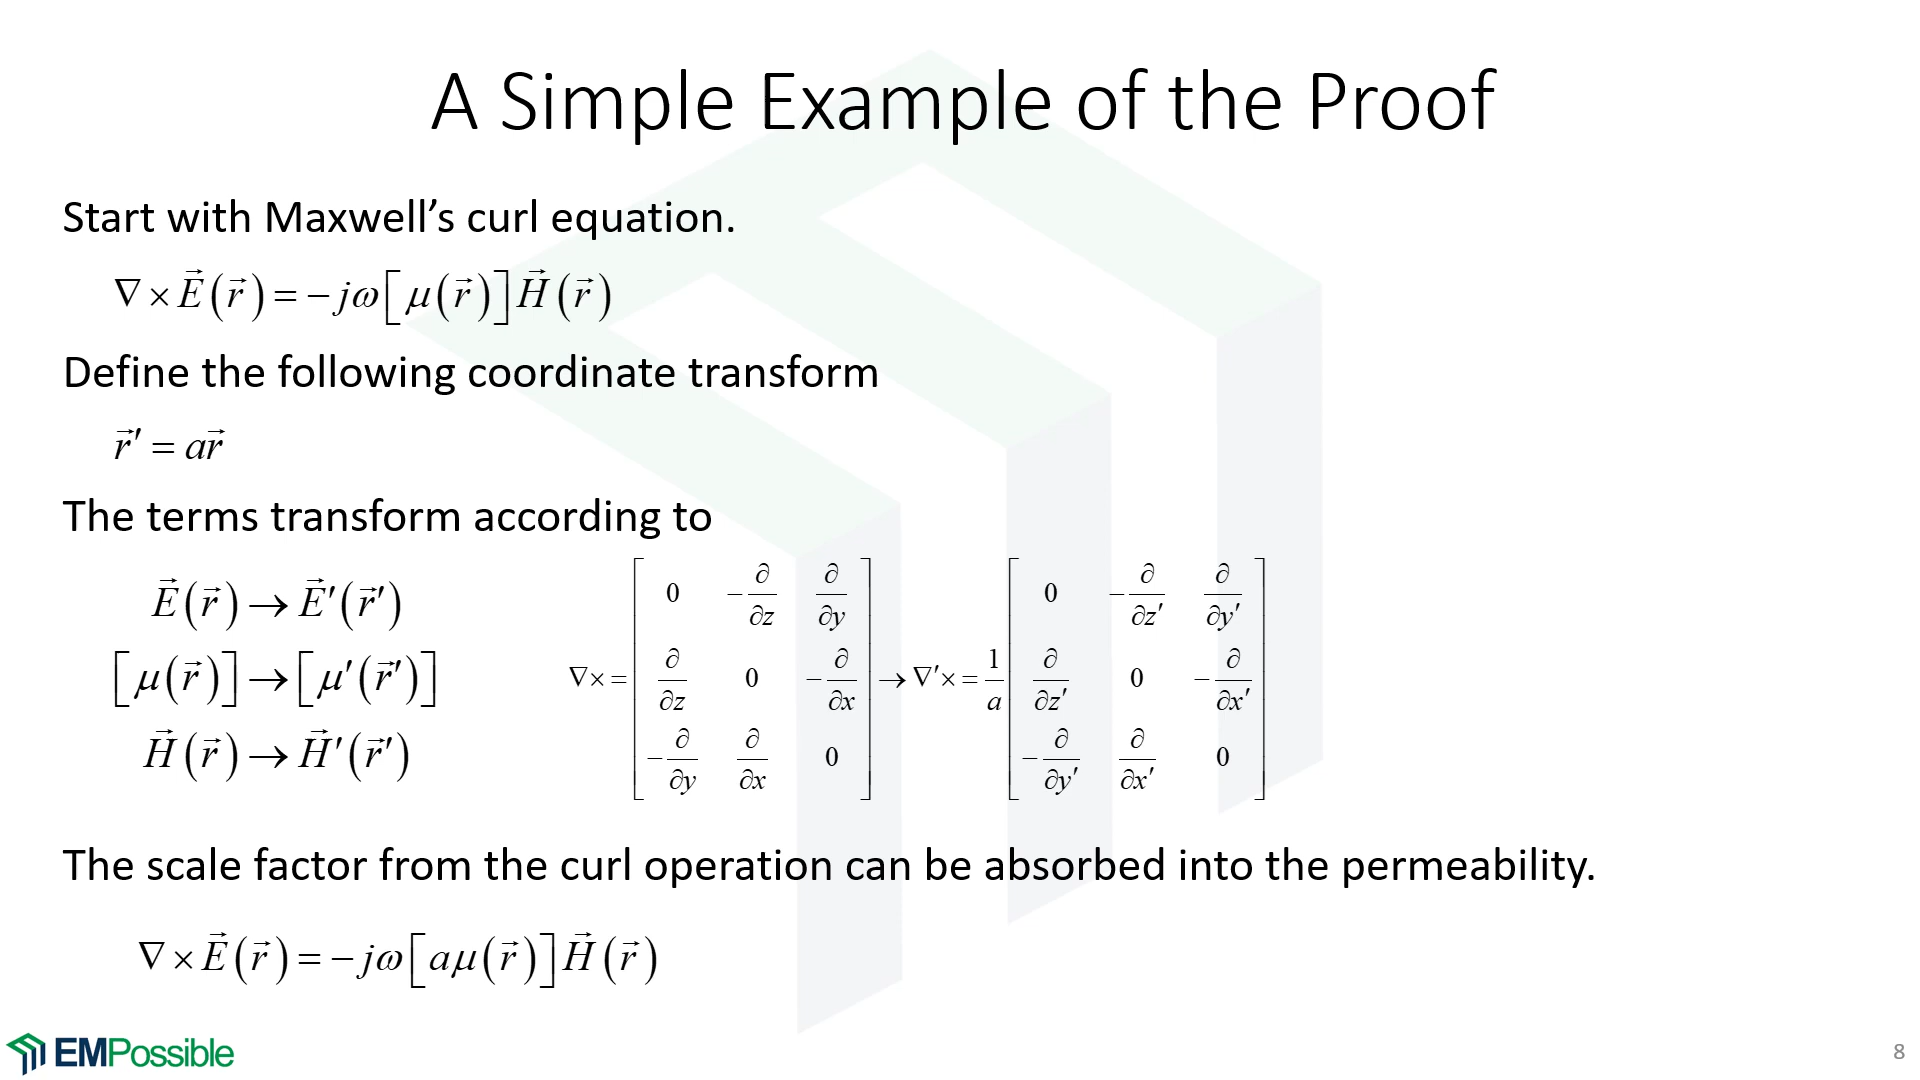 A Simple Example of the Proof
Start with Maxwell’s curl equation.
∇ × E⃗(r⃗) = −jω[μ(r⃗)]H⃗(r⃗)
Define the following coordinate transform
r⃗′ = ar⃗
The terms transform according to
E⃗(r⃗) → E⃗′(r⃗′)
[μ(r⃗)] → [μ′(r⃗′)]
H⃗(r⃗) → H⃗′(r⃗′)
∇× = [0 −∂/∂z ∂/∂y; ∂/∂z 0 −∂/∂x; −∂/∂y ∂/∂x 0] → ∇′× = 1/a [0 −∂/∂z′ ∂/∂y′; ∂/∂z′ 0 −∂/∂x′; −∂/∂y′ ∂/∂x′ 0]
The scale factor from the curl operation can be absorbed into the permeability.
∇ × E⃗(r⃗) = −jω[aμ(r⃗)]H⃗(r⃗)
EMPossible
8